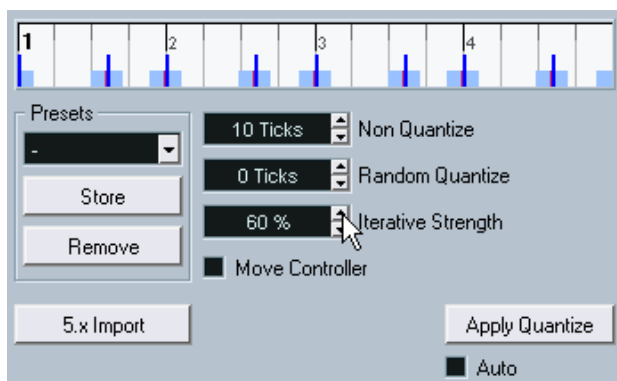 1 2 3 4
Presets
-
Store
Remove
10 Ticks Non Quantize
0 Ticks Random Quantize
60 % Iterative Strength
Move Controller
5.x Import
Apply Quantize
Auto